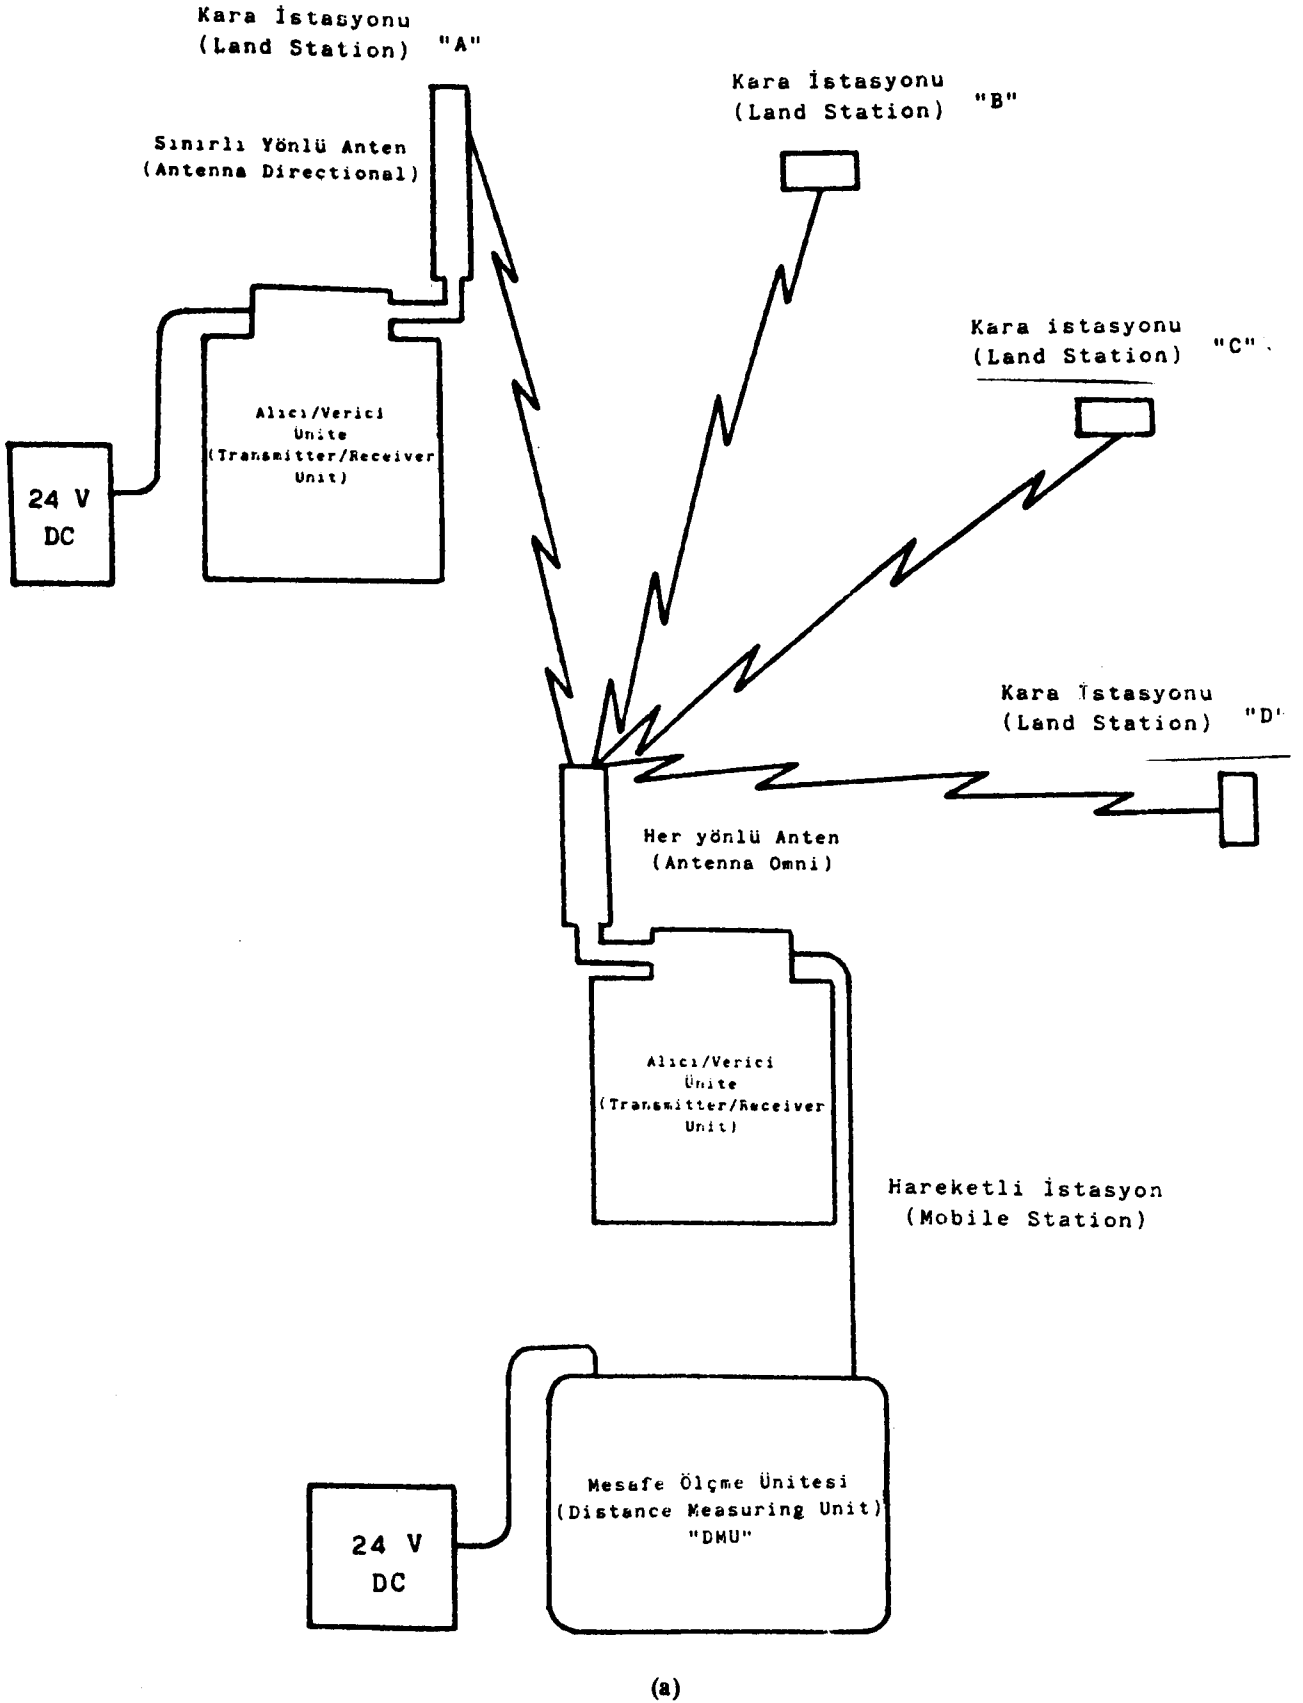 Kara İstasyonu
(Land Station) "A"
Kara İstasyonu
(Land Station) "B"
Sınırlı Yönlü Anten
(Antenna Directional)
Kara istasyonu
(Land Station) "C"
Alıcı/Verici
Ünite
(Transmitter/Receiver
Unit)
24 V
DC
Kara İstasyonu
(Land Station) "D'
Her yönlü Anten
(Antenna Omni)
Alıcı/Verici
Ünite
(Transmitter/Receiver
Unit)
Hareketli İstasyon
(Mobile Station)
Mesafe Ölçme Ünitesi
(Distance Measuring Unit)
"DMU"
24 V
DC
(a)